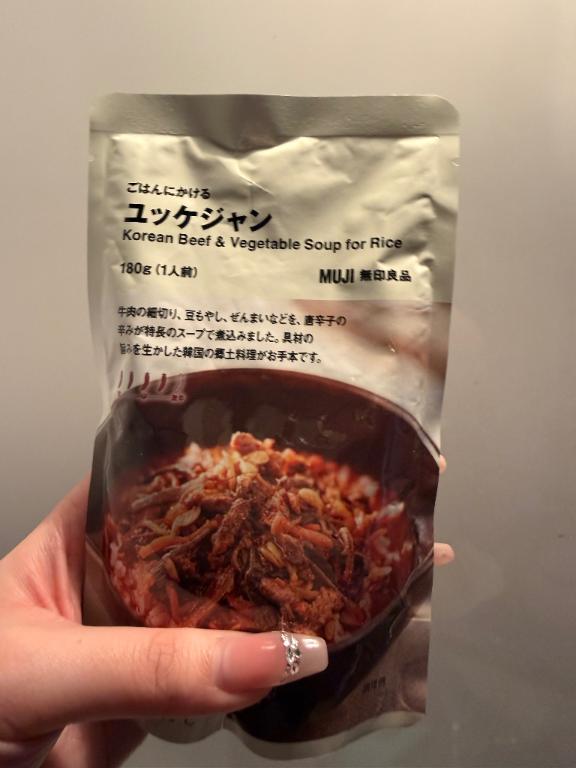 ごはんにかける
ユッケジャン
Korean Beef & Vegetable Soup for Rice
180g（1人前）
MUJI 無印良品
牛肉の細切り、豆もやし、ぜんまいなどを、唐辛子の
辛みが特長のスープで煮込みました。具材の
旨みを生かした韓国の郷土料理がお手本です。
調理例